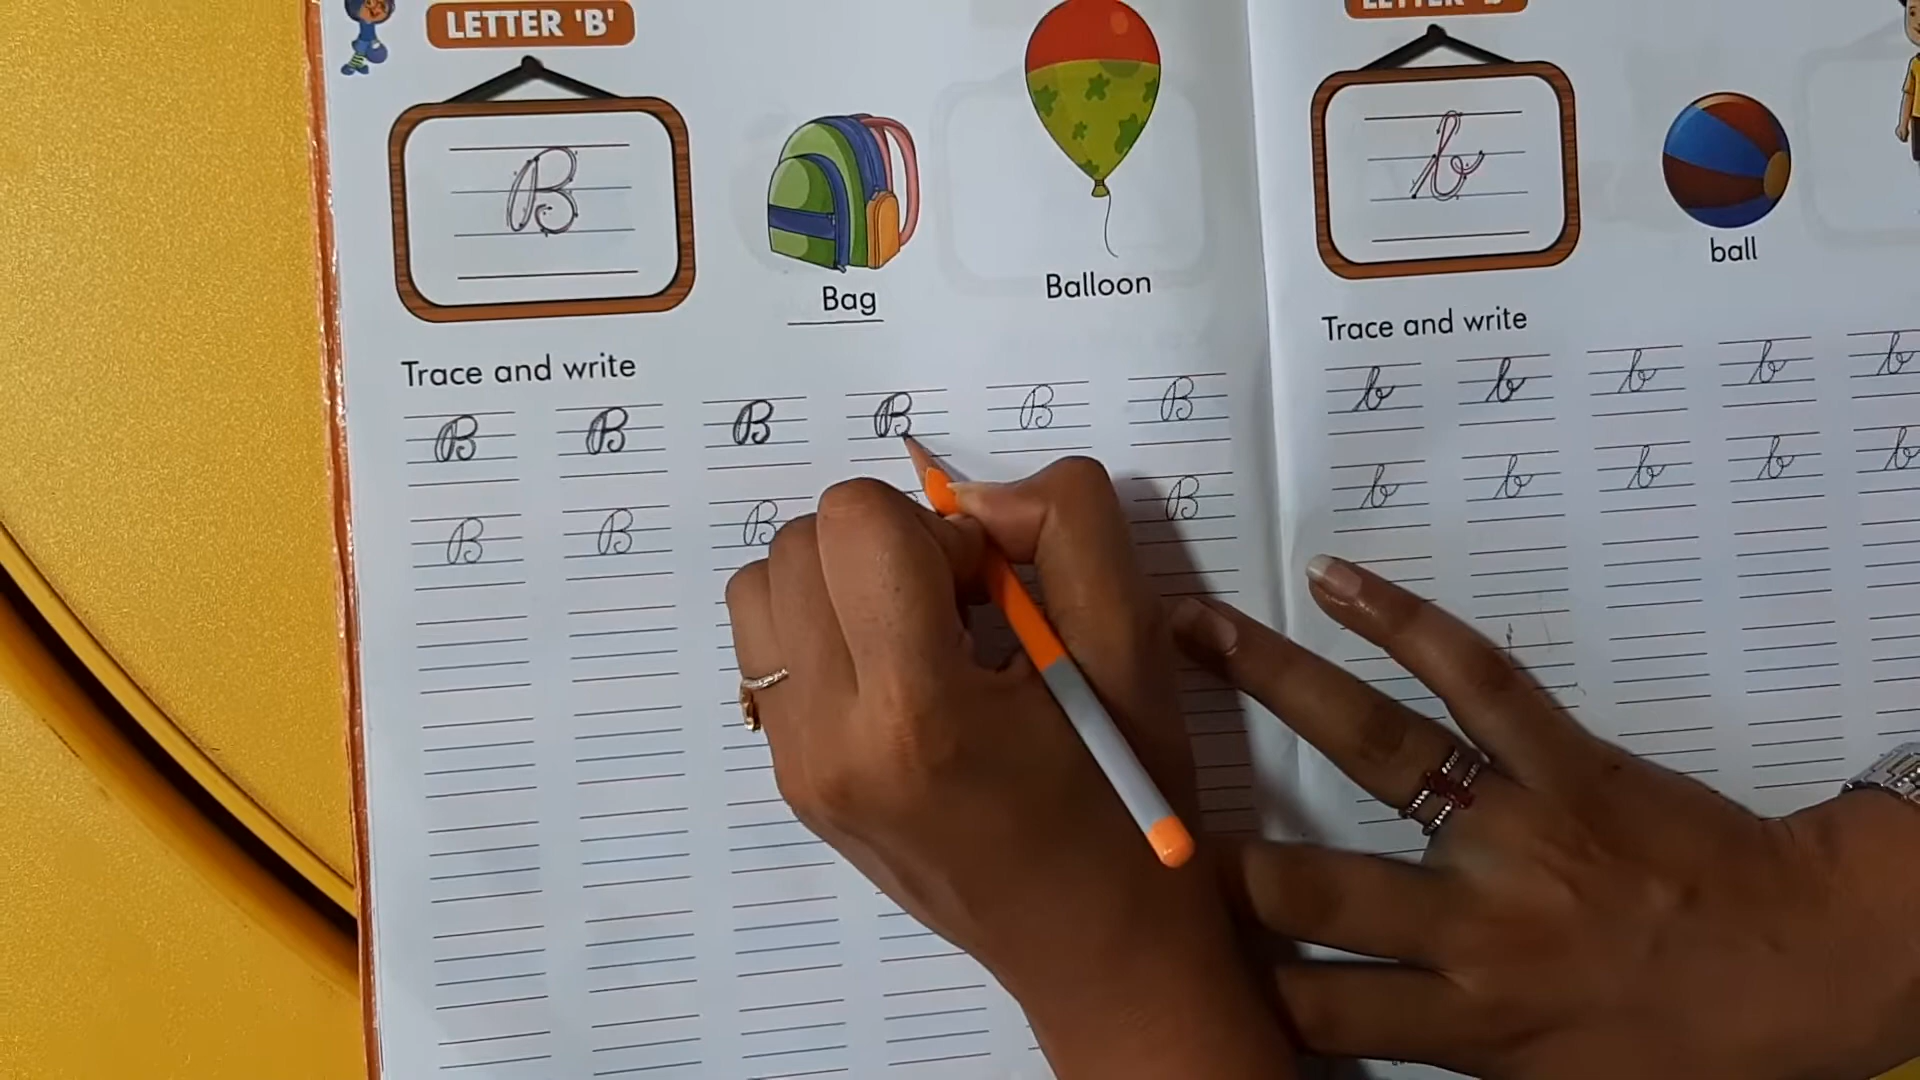 LETTER 'B'
B
Bag
Balloon
Trace and write
B B B B B B
B B B B
b
ball
Trace and write
b b b b b
b b b b b